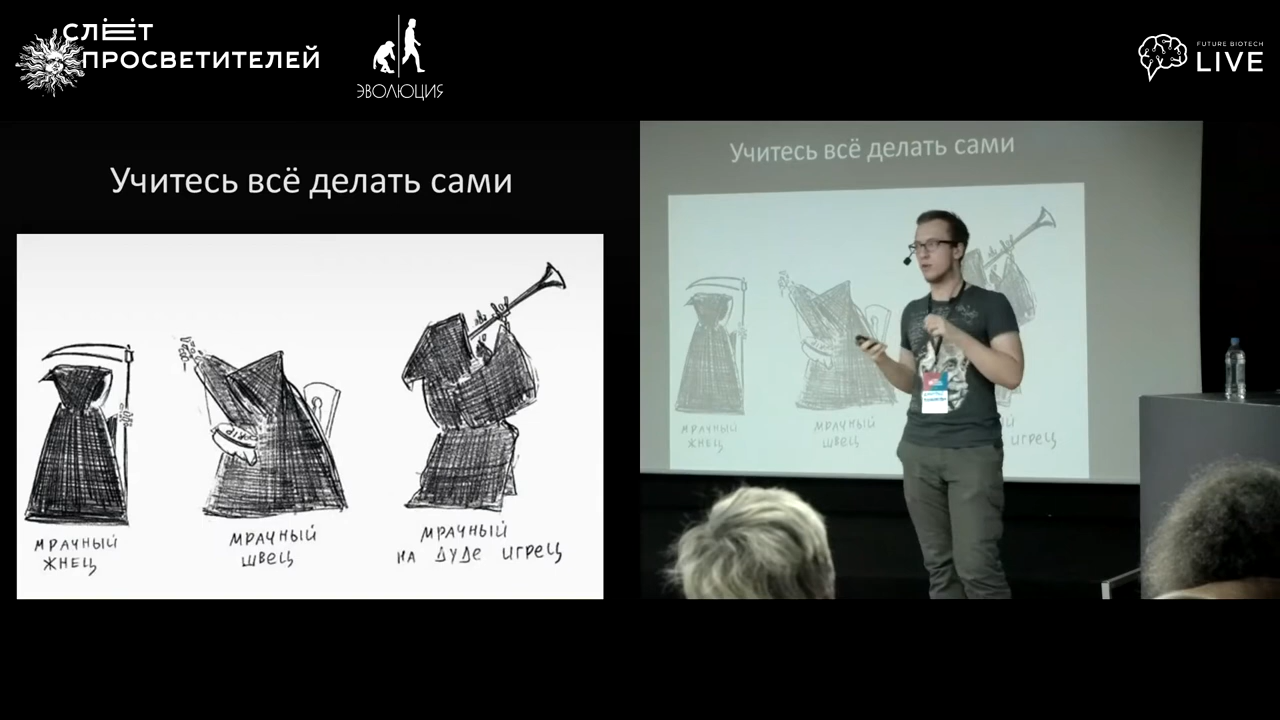 СЛЁТ
ПРОСВЕТИТЕЛЕЙ
ЭВОЛЮЦИЯ
FUTURE BIOTECH
LIVE
Учитесь всё делать сами
МРАЧНЫЙ
ЖНЕЦ
МРАЧНЫЙ
ШВЕЦ
МРАЧНЫЙ
НА ДУДЕ ИГРЕЦ
Учитесь всё делать сами
МРАЧНЫЙ
ЖНЕЦ
МРАЧНЫЙ
ШВЕЦ
ИГРЕЦ